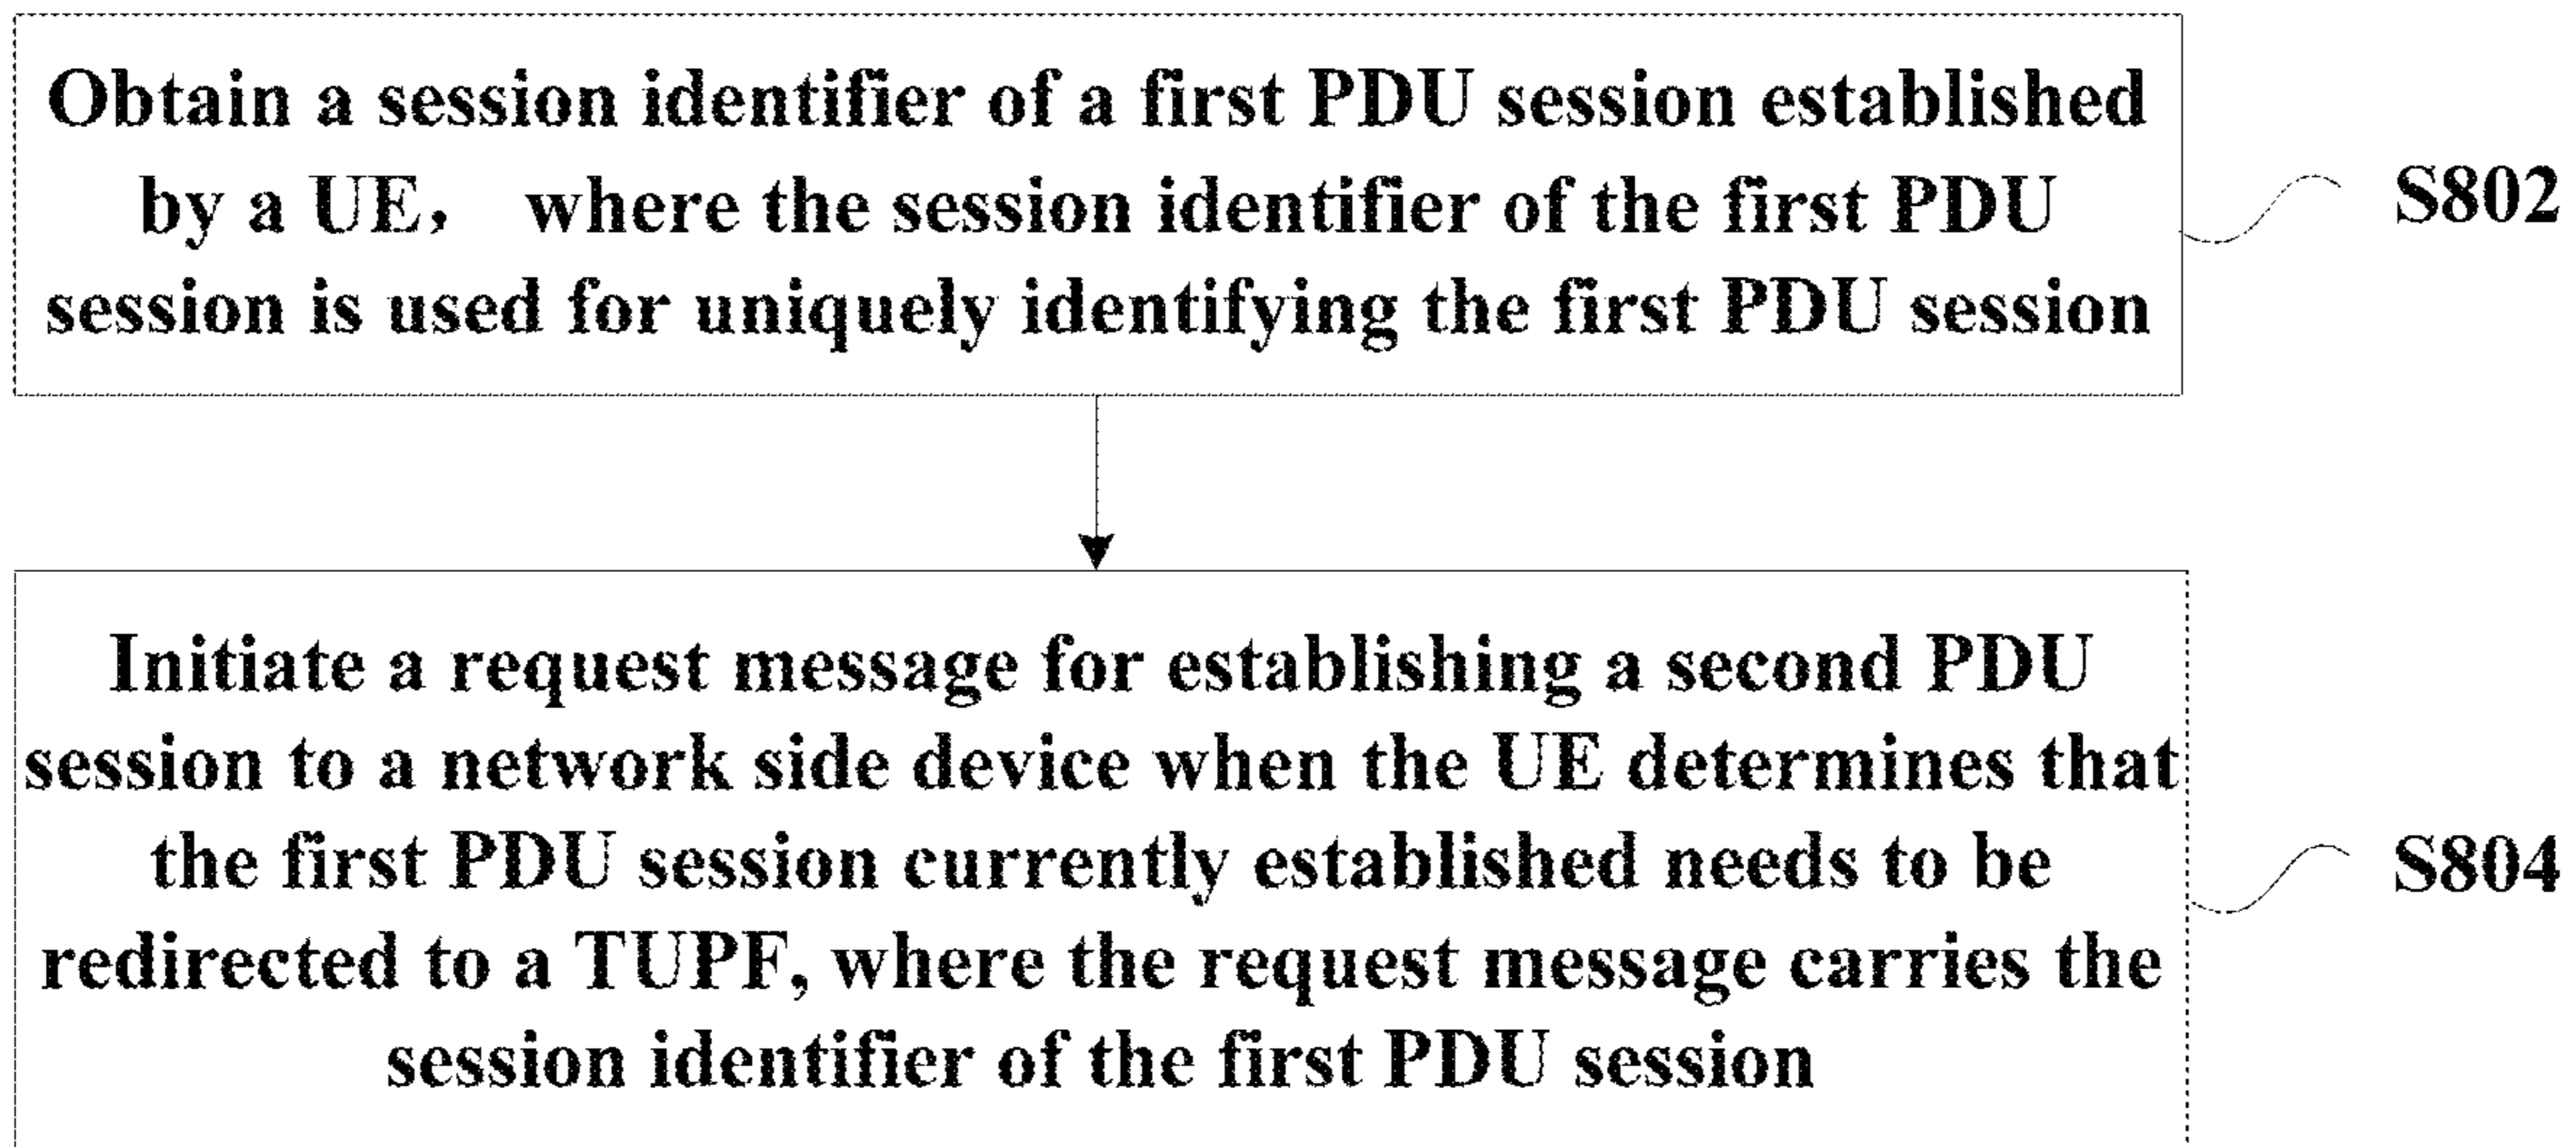 Obtain a session identifier of a first PDU session established
by a UE， where the session identifier of the first PDU
session is used for uniquely identifying the first PDU session
S802
Initiate a request message for establishing a second PDU
session to a network side device when the UE determines that
the first PDU session currently established needs to be
redirected to a TUPF, where the request message carries the
session identifier of the first PDU session
S804